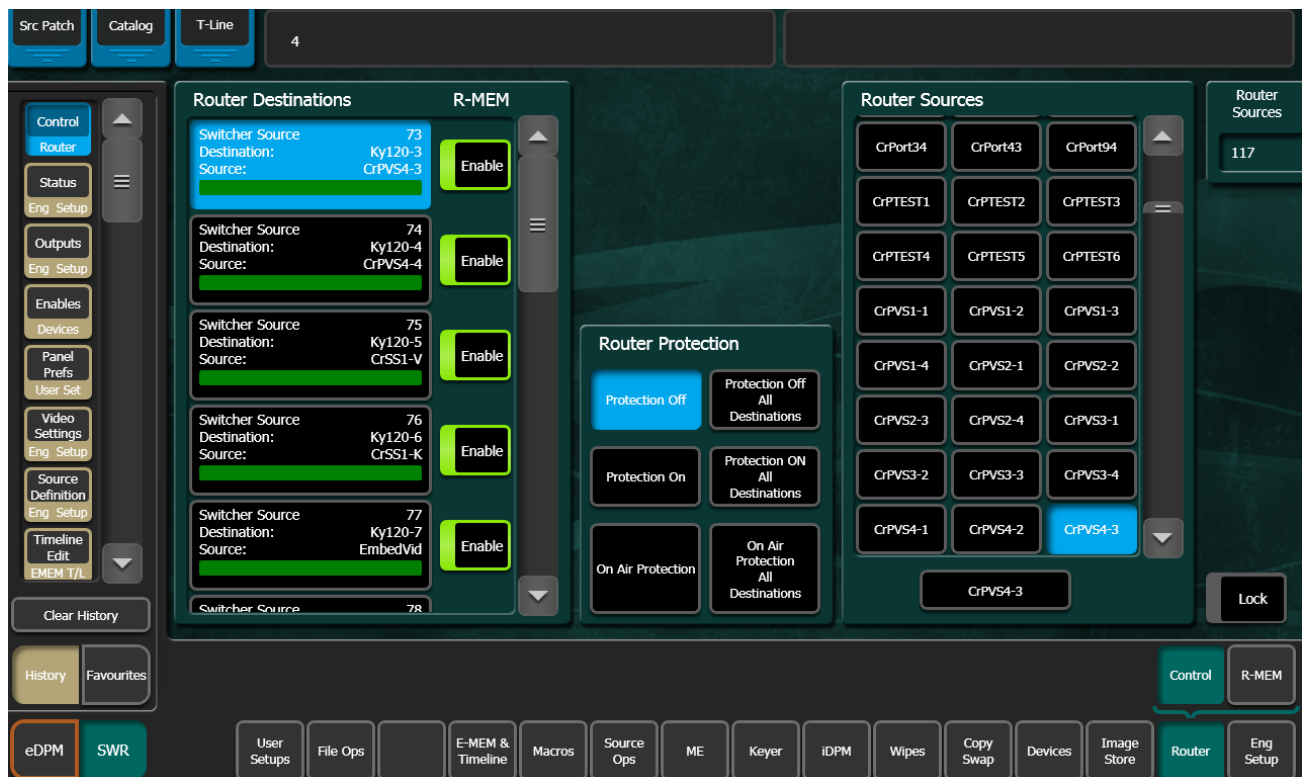 Src Patch
Catalog
T-Line
4
Control
Router
Status
Eng Setup
Outputs
Eng Setup
Enables
Devices
Panel
Prefs
User Set
Video
Settings
Eng Setup
Source
Definition
Eng Setup
Timeline
Edit
EMEM T/L
Clear History
History
Favourites
Router Destinations
R-MEM
Switcher Source 73
Destination: Ky120-3
Source: CrPVS4-3
Enable
Switcher Source 74
Destination: Ky120-4
Source: CrPVS4-4
Enable
Switcher Source 75
Destination: Ky120-5
Source: CrSS1-V
Enable
Switcher Source 76
Destination: Ky120-6
Source: CrSS1-K
Enable
Switcher Source 77
Destination: Ky120-7
Source: EmbedVid
Enable
Switcher Source 78
Router Protection
Protection Off
Protection Off
All
Destinations
Protection On
Protection ON
All
Destinations
On Air Protection
On Air
Protection
All
Destinations
Router Sources
CrPort34 CrPort43 CrPort94
CrPTEST1 CrPTEST2 CrPTEST3
CrPTEST4 CrPTEST5 CrPTEST6
CrPVS1-1 CrPVS1-2 CrPVS1-3
CrPVS1-4 CrPVS2-1 CrPVS2-2
CrPVS2-3 CrPVS2-4 CrPVS3-1
CrPVS3-2 CrPVS3-3 CrPVS3-4
CrPVS4-1 CrPVS4-2 CrPVS4-3
CrPVS4-3
Router
Sources
117
Lock
Control
R-MEM
eDPM
SWR
User
Setups
File Ops
E-MEM &
Timeline
Macros
Source
Ops
ME
Keyer
iDPM
Wipes
Copy
Swap
Devices
Image
Store
Router
Eng
Setup